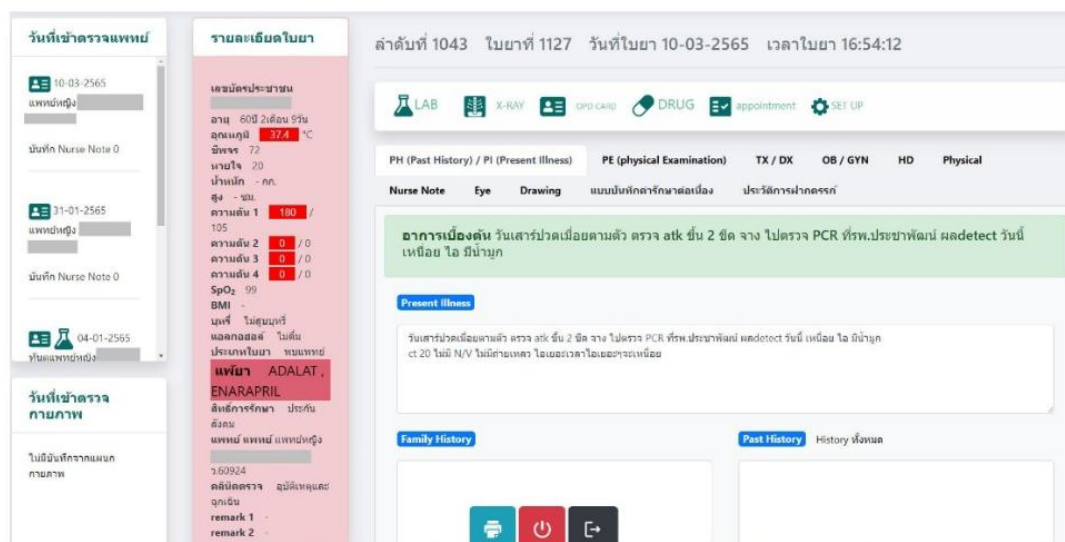 วันที่เข้าตรวจแพทย์
10-03-2565
แพทย์หญิง
บันทึก Nurse Note 0
31-01-2565
แพทย์หญิง
บันทึก Nurse Note 0
04-01-2565
ทันตแพทย์หญิง
วันที่เข้าตรวจ
กายภาพ
ไม่มีบันทึกจากแผนก
กายภาพ
รายละเอียดใบยา
เลขบัตรประชาชน
อายุ 60ปี 2เดือน 9วัน
อุณหภูมิ 37.4 °C
ชีพจร 72
หายใจ 20
น้ำหนัก - กก.
สูง - ซม.
ความดัน 1 180 /
105
ความดัน 2 0 / 0
ความดัน 3 0 / 0
ความดัน 4 0 / 0
SpO₂ 99
BMI -
บุหรี่ ไม่สูบบุหรี่
แอลกอฮอล์ ไม่ดื่ม
ประเภทใบยา พบแพทย์
แพ้ยา ADALAT ,
ENARAPRIL
สิทธิ์การรักษา ประกัน
สังคม
แพทย์ แพทย์ แพทย์หญิง
ว.60924
คลินิตตรวจ อุบัติเหตุและ
ฉุกเฉิน
remark 1 -
remark 2 -
ลำดับที่ 1043 ใบยาที่ 1127 วันที่ใบยา 10-03-2565 เวลาใบยา 16:54:12
LAB X-RAY OPD CARD DRUG appointment SET UP
PH (Past History) / PI (Present Illness) PE (physical Examination) TX / DX OB / GYN HD Physical
Nurse Note Eye Drawing แบบบันทึกการรักษาต่อเนื่อง ประวัติการฝากครรภ์
อาการเบื้องต้น วันเสาร์ปวดเมื่อยตามตัว ตรวจ atk ขึ้น 2 ขีด จาง ไปตรวจ PCR ที่รพ.ประชาพัฒน์ ผลdetect วันนี้
เหนื่อย ไอ มีน้ำมูก
Present Illness
วันเสาร์ปวดเมื่อยตามตัว ตรวจ atk ขึ้น 2 ขีด จาง ไปตรวจ PCR ที่รพ.ประชาพัฒน์ ผลdetect วันนี้ เหนื่อย ไอ มีน้ำมูก
ct 20 ไม่มี N/V ไม่มีถ่ายเหลว ไอเยอะเวลาไอเยอะๆจะเหนื่อย
Family History
Past History History ทั้งหมด